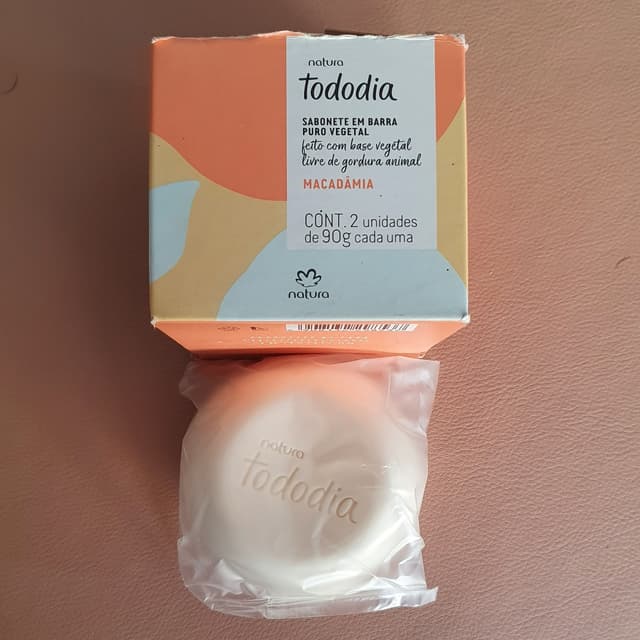 natura
tododia
SABONETE EM BARRA
PURO VEGETAL
feito com base vegetal
livre de gordura animal
MACADÂMIA
CONT. 2 unidades
de 90g cada uma
natura
natura
tododia